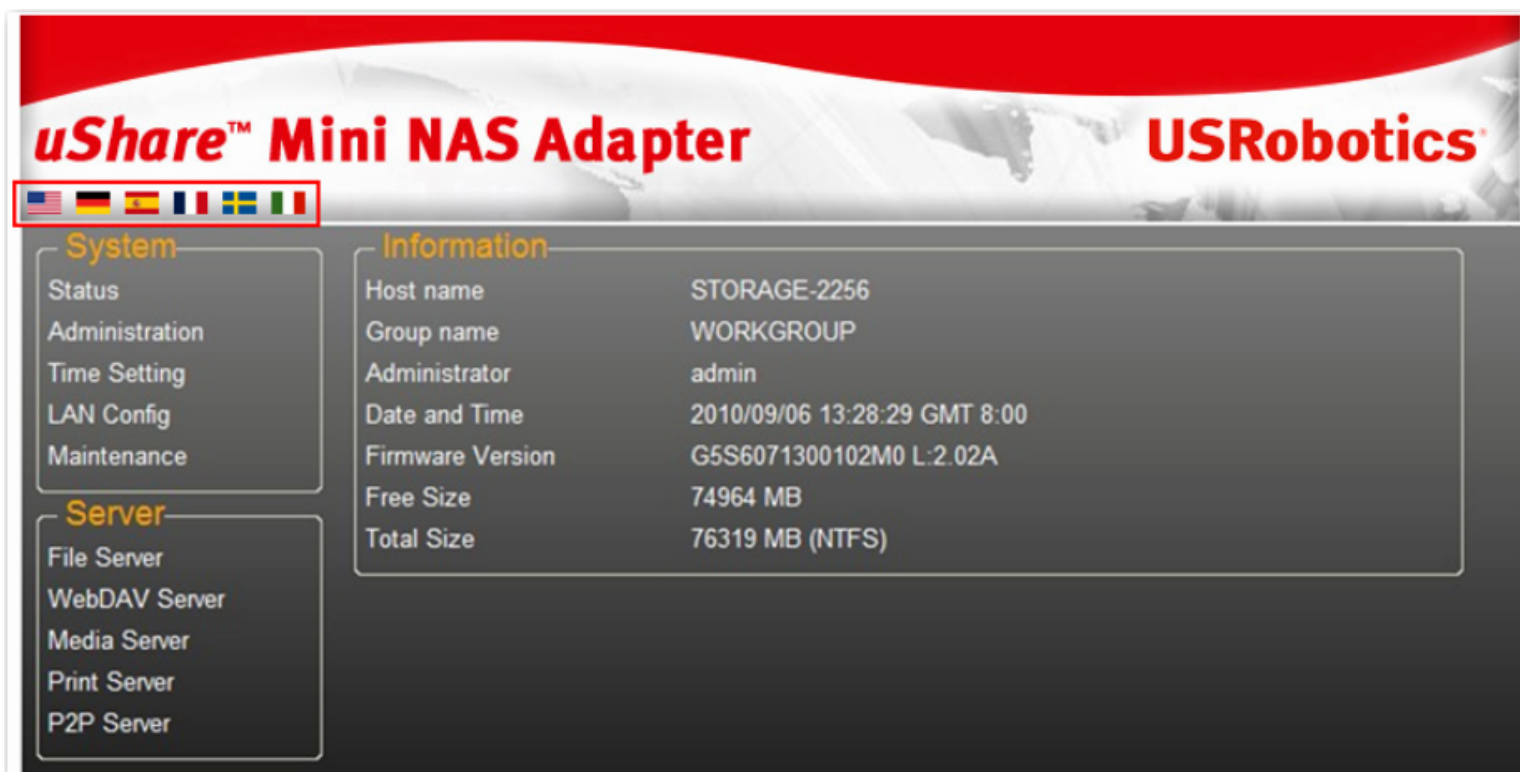 uShare™ Mini NAS Adapter
USRobotics
System
Status
Administration
Time Setting
LAN Config
Maintenance
Server
File Server
WebDAV Server
Media Server
Print Server
P2P Server
Information
Host name STORAGE-2256
Group name WORKGROUP
Administrator admin
Date and Time 2010/09/06 13:28:29 GMT 8:00
Firmware Version G5S6071300102M0 L:2.02A
Free Size 74964 MB
Total Size 76319 MB (NTFS)